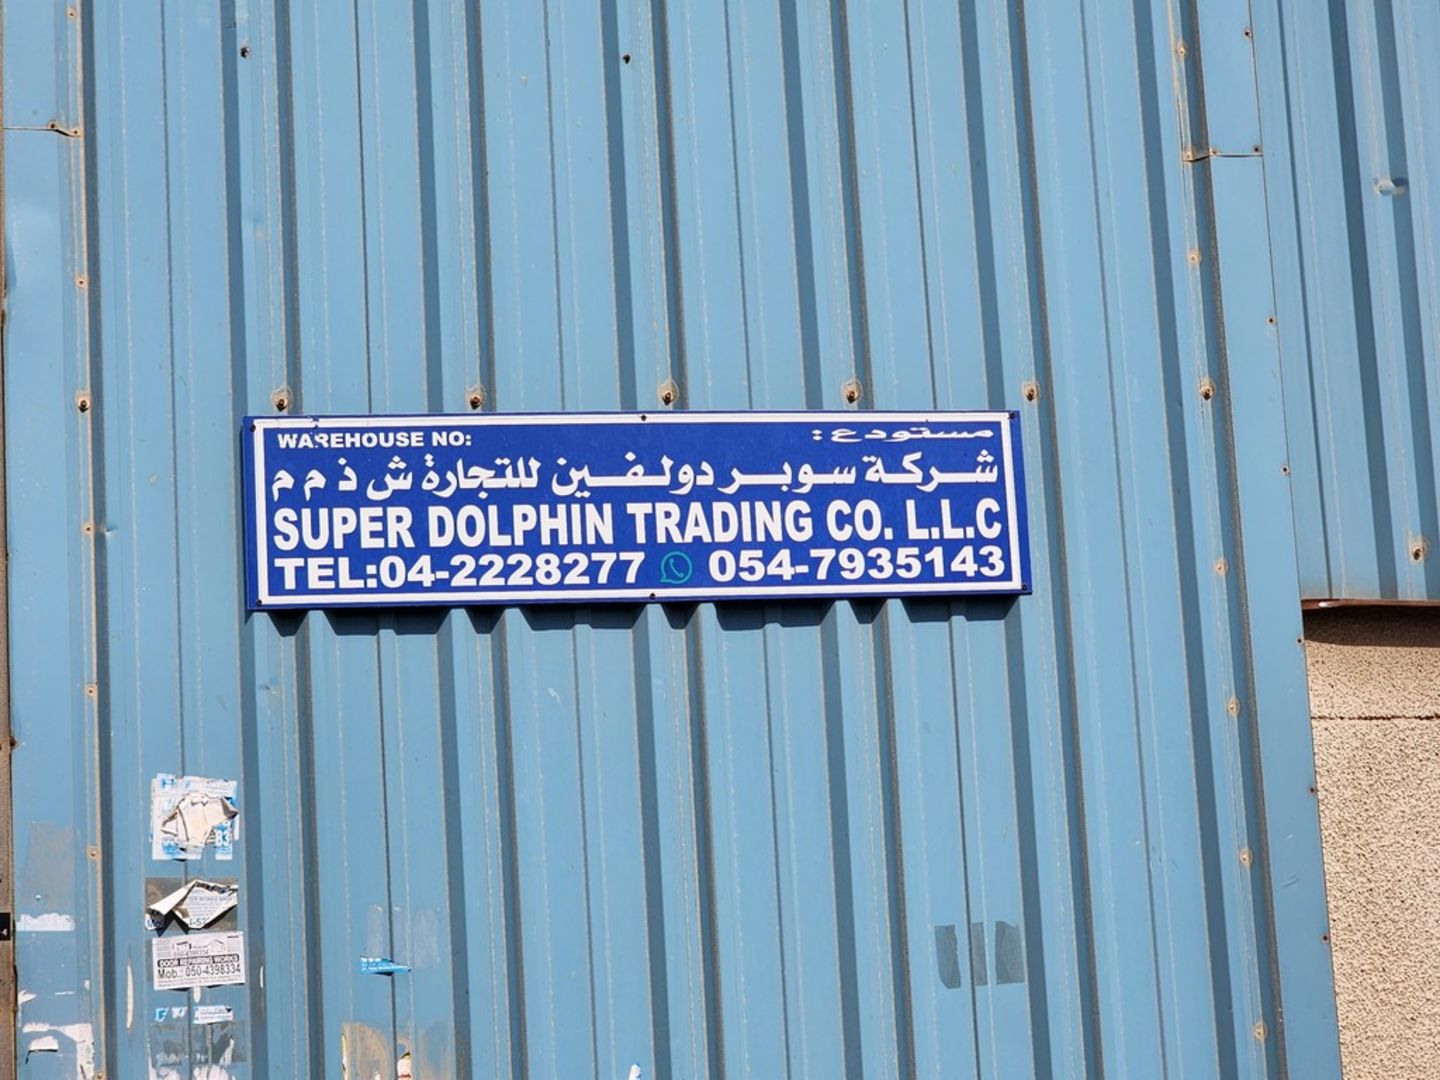 WAREHOUSE NO: مستودع :
شركة سوبر دولفين للتجارة ش ذ م م
SUPER DOLPHIN TRADING CO. L.L.C
TEL:04-2228277 054-7935143
DOOR REPAIRING WORKS
Mob.: 050-4398334